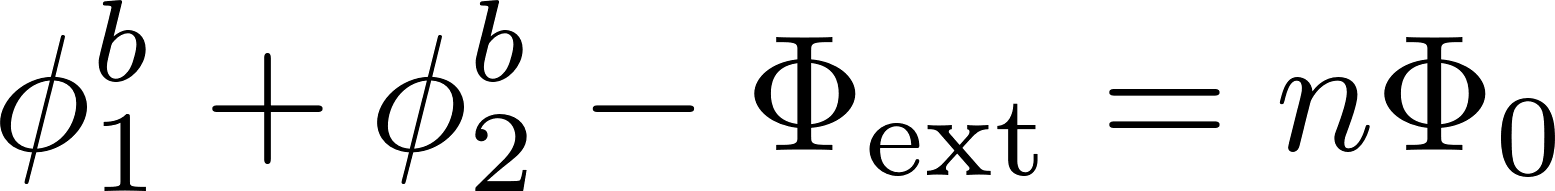 ϕ₁ᵇ + ϕ₂ᵇ − Φₑₓₜ = nΦ₀